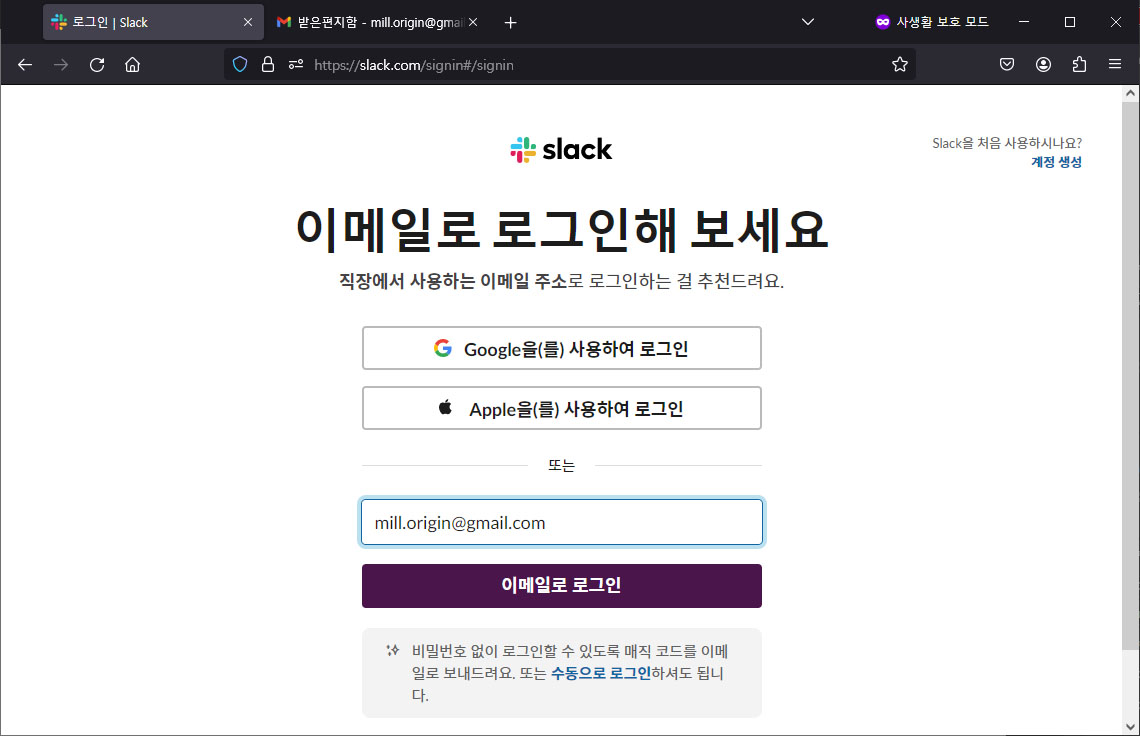 로그인 | Slack
받은편지함 - mill.origin@gmai
사생활 보호 모드
https://slack.com/signin#/signin
slack
Slack을 처음 사용하시나요?
계정 생성
이메일로 로그인해 보세요
직장에서 사용하는 이메일 주소로 로그인하는 걸 추천드려요.
Google을(를) 사용하여 로그인
Apple을(를) 사용하여 로그인
또는
mill.origin@gmail.com
이메일로 로그인
비밀번호 없이 로그인할 수 있도록 매직 코드를 이메
일로 보내드려요. 또는 수동으로 로그인하셔도 됩니
다.